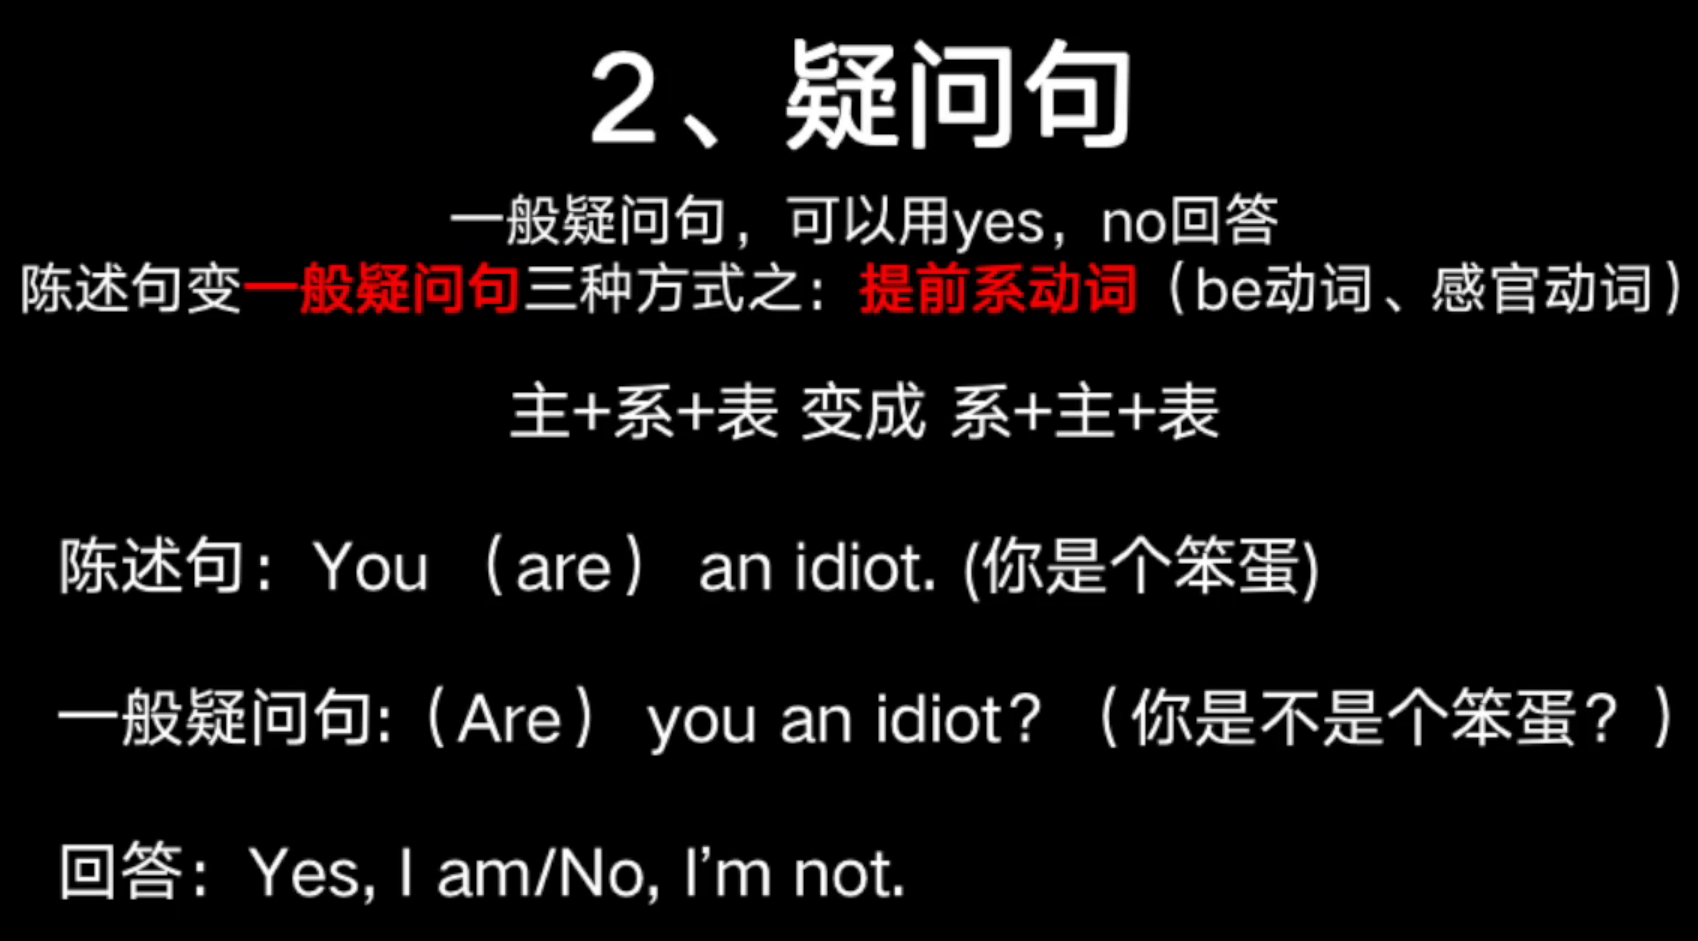 2、疑问句
一般疑问句，可以用yes，no回答
陈述句变一般疑问句三种方式之：提前系动词（be动词、感官动词）
主+系+表 变成 系+主+表
陈述句：You （are） an idiot. (你是个笨蛋)
一般疑问句:（Are） you an idiot？（你是不是个笨蛋？）
回答：Yes, I am/No, I’m not.